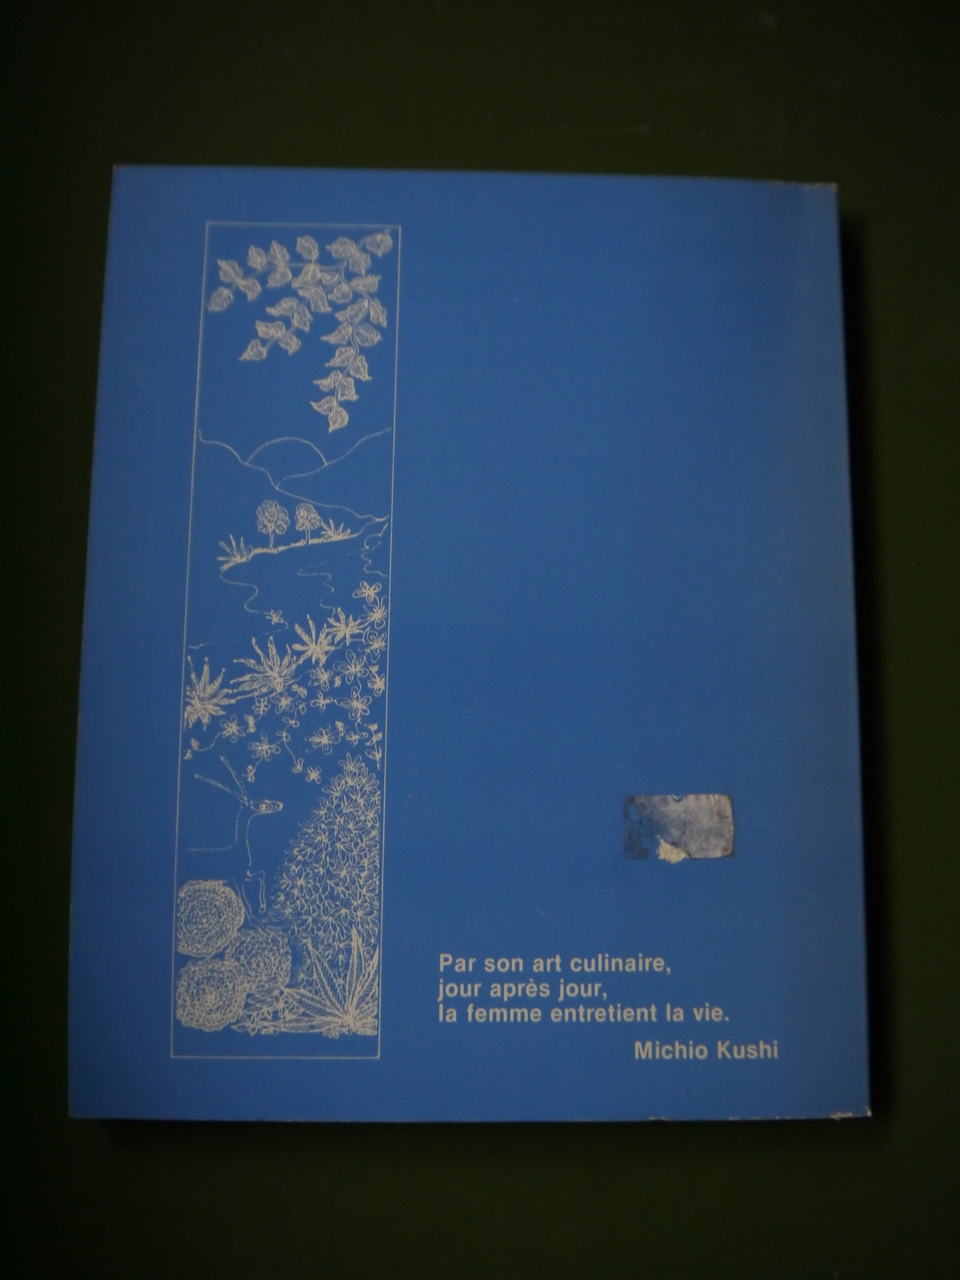 Par son art culinaire,
jour après jour,
la femme entretient la vie.
Michio Kushi